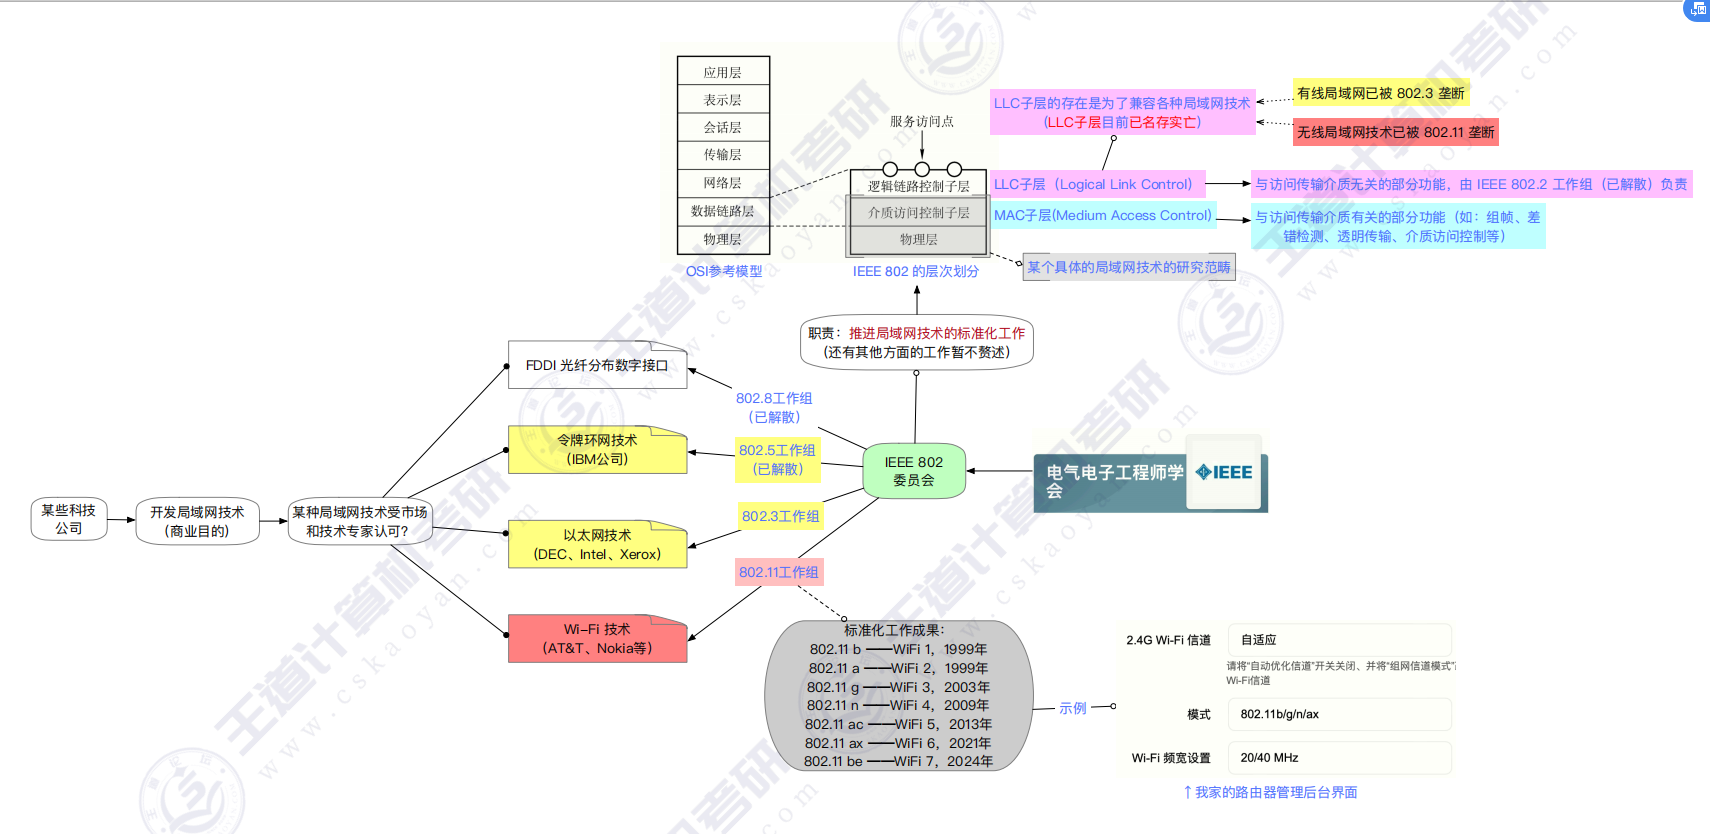 应用层
表示层
会话层
传输层
网络层
数据链路层
物理层
OSI参考模型
服务访问点
逻辑链路控制子层
介质访问控制子层
物理层
IEEE 802 的层次划分
LLC子层的存在是为了兼容各种局域网技术
(LLC子层目前已名存实亡)
有线局域网已被 802.3 垄断
无线局域网技术已被 802.11 垄断
LLC子层（Logical Link Control）
与访问传输介质无关的部分功能，由 IEEE 802.2 工作组（已解散）负责
MAC子层(Medium Access Control)
与访问传输介质有关的部分功能（如：组帧、差
错检测、透明传输、介质访问控制等）
某个具体的局域网技术的研究范畴
职责：推进局域网技术的标准化工作
（还有其他方面的工作暂不赘述）
FDDI 光纤分布数字接口
802.8工作组
（已解散）
令牌环网技术
（IBM公司）
802.5工作组
（已解散）
IEEE 802
委员会
电气电子工程师学
会
IEEE
某些科技
公司
开发局域网技术
（商业目的）
某种局域网技术受市场
和技术专家认可？
以太网技术
（DEC、Intel、Xerox）
802.3工作组
802.11工作组
Wi-Fi 技术
（AT&T、Nokia等）
标准化工作成果：
802.11 b ——WiFi 1，1999年
802.11 a ——WiFi 2，1999年
802.11 g ——WiFi 3，2003年
802.11 n ——WiFi 4，2009年
802.11 ac ——WiFi 5，2013年
802.11 ax ——WiFi 6，2021年
802.11 be ——WiFi 7，2024年
示例
2.4G Wi-Fi 信道
自适应
请将“自动优化信道”开关关闭、并将“组网信道模式”
Wi-Fi信道
模式
802.11b/g/n/ax
Wi-Fi 频宽设置
20/40 MHz
↑我家的路由器管理后台界面
王道计算机考研
www.cskaoyan.com